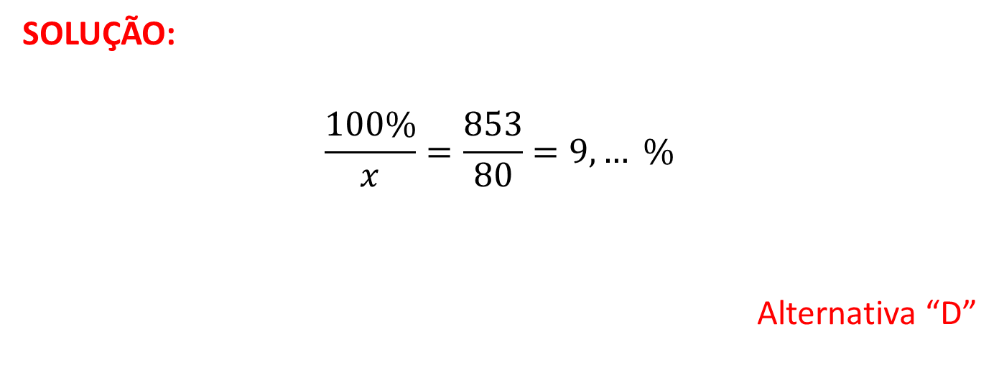 SOLUÇÃO:
100% / x = 853 / 80 = 9, ... %
Alternativa “D”